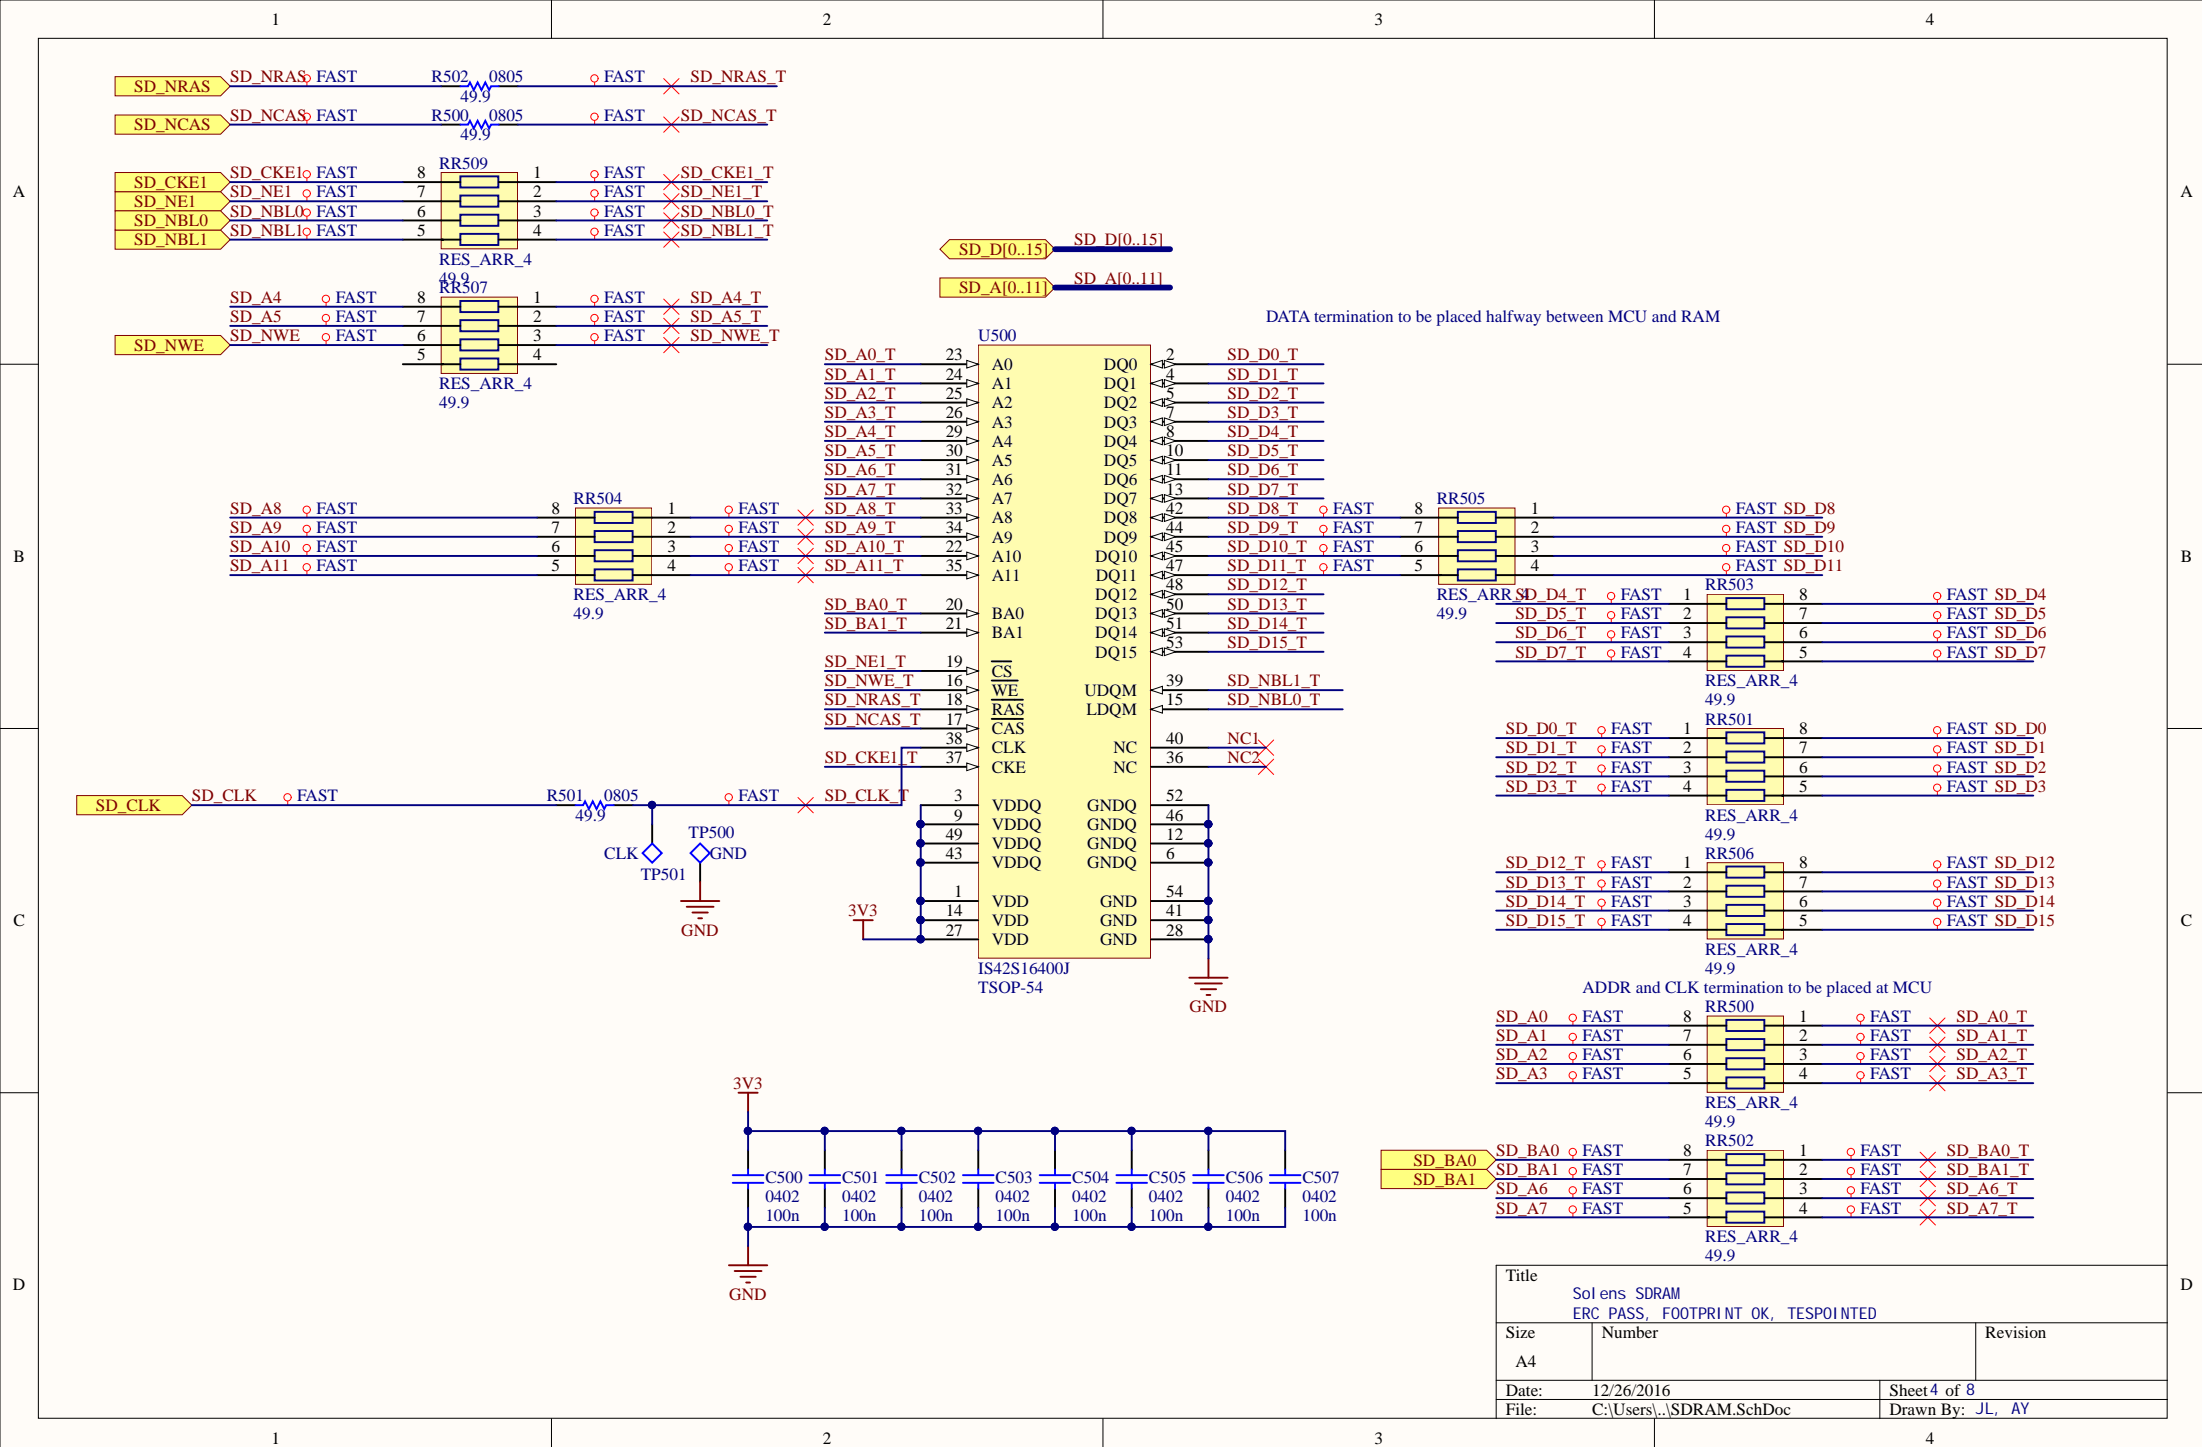 1 2 3 4
A A
B B
C C
D D
SD_NRAS SD_NRAS FAST R502 0805 49.9 FAST SD_NRAS_T
SD_NCAS SD_NCAS FAST R500 0805 49.9 FAST SD_NCAS_T
RR509
SD_CKE1 SD_CKE1 FAST 8 1 FAST SD_CKE1_T
SD_NE1 SD_NE1 FAST 7 2 FAST SD_NE1_T
SD_NBL0 SD_NBL0 FAST 6 3 FAST SD_NBL0_T
SD_NBL1 SD_NBL1 FAST 5 4 FAST SD_NBL1_T
RES_ARR_4
49.9
RR507
SD_A4 FAST 8 1 FAST SD_A4_T
SD_A5 FAST 7 2 FAST SD_A5_T
SD_NWE SD_NWE FAST 6 3 FAST SD_NWE_T
5 4
RES_ARR_4
49.9
SD_D[0..15] SD_D[0..15]
SD_A[0..11] SD_A[0..11]
DATA termination to be placed halfway between MCU and RAM
U500
SD_A0_T 23 A0 DQ0 2 SD_D0_T
SD_A1_T 24 A1 DQ1 4 SD_D1_T
SD_A2_T 25 A2 DQ2 5 SD_D2_T
SD_A3_T 26 A3 DQ3 7 SD_D3_T
SD_A4_T 29 A4 DQ4 8 SD_D4_T
SD_A5_T 30 A5 DQ5 10 SD_D5_T
SD_A6_T 31 A6 DQ6 11 SD_D6_T
SD_A7_T 32 A7 DQ7 13 SD_D7_T
RR504 RR505
SD_A8 FAST 8 1 FAST SD_A8_T 33 A8 DQ8 42 SD_D8_T FAST 8 1 FAST SD_D8
SD_A9 FAST 7 2 FAST SD_A9_T 34 A9 DQ9 44 SD_D9_T FAST 7 2 FAST SD_D9
SD_A10 FAST 6 3 FAST SD_A10_T 22 A10 DQ10 45 SD_D10_T FAST 6 3 FAST SD_D10
SD_A11 FAST 5 4 FAST SD_A11_T 35 A11 DQ11 47 SD_D11_T FAST 5 4 FAST SD_D11
RES_ARR_4
49.9
RES_ARR_4
49.9
DQ12 48 SD_D12_T
SD_BA0_T 20 BA0 DQ13 50 SD_D13_T
SD_BA1_T 21 BA1 DQ14 51 SD_D14_T
DQ15 53 SD_D15_T
SD_NE1_T 19 CS
SD_NWE_T 16 WE UDQM 39 SD_NBL1_T
SD_NRAS_T 18 RAS LDQM 15 SD_NBL0_T
SD_NCAS_T 17 CAS
38 CLK NC 40 NC1
SD_CKE1_T 37 CKE NC 36 NC2
SD_CLK SD_CLK FAST R501 0805 49.9 FAST SD_CLK_T
CLK TP501
TP500 GND
GND
3 VDDQ GNDQ 52
9 VDDQ GNDQ 46
49 VDDQ GNDQ 12
43 VDDQ GNDQ 6
1 VDD GND 54
14 VDD GND 41
27 VDD GND 28
3V3
GND
IS42S16400J
TSOP-54
RR503
SD_D4_T FAST 1 8 FAST SD_D4
SD_D5_T FAST 2 7 FAST SD_D5
SD_D6_T FAST 3 6 FAST SD_D6
SD_D7_T FAST 4 5 FAST SD_D7
RES_ARR_4
49.9
RR501
SD_D0_T FAST 1 8 FAST SD_D0
SD_D1_T FAST 2 7 FAST SD_D1
SD_D2_T FAST 3 6 FAST SD_D2
SD_D3_T FAST 4 5 FAST SD_D3
RES_ARR_4
49.9
RR506
SD_D12_T FAST 1 8 FAST SD_D12
SD_D13_T FAST 2 7 FAST SD_D13
SD_D14_T FAST 3 6 FAST SD_D14
SD_D15_T FAST 4 5 FAST SD_D15
RES_ARR_4
49.9
ADDR and CLK termination to be placed at MCU
RR500
SD_A0 FAST 8 1 FAST SD_A0_T
SD_A1 FAST 7 2 FAST SD_A1_T
SD_A2 FAST 6 3 FAST SD_A2_T
SD_A3 FAST 5 4 FAST SD_A3_T
RES_ARR_4
49.9
RR502
SD_BA0 SD_BA0 FAST 8 1 FAST SD_BA0_T
SD_BA1 SD_BA1 FAST 7 2 FAST SD_BA1_T
SD_A6 FAST 6 3 FAST SD_A6_T
SD_A7 FAST 5 4 FAST SD_A7_T
RES_ARR_4
49.9
3V3
C500 C501 C502 C503 C504 C505 C506 C507
0402 0402 0402 0402 0402 0402 0402 0402
100n 100n 100n 100n 100n 100n 100n 100n
GND
Title
Solens SDRAM
ERC PASS, FOOTPRINT OK, TESPOINTED
Size Number Revision
A4
Date: 12/26/2016 Sheet 4 of 8
File: C:\Users\..\SDRAM.SchDoc Drawn By: JL, AY
1 2 3 4